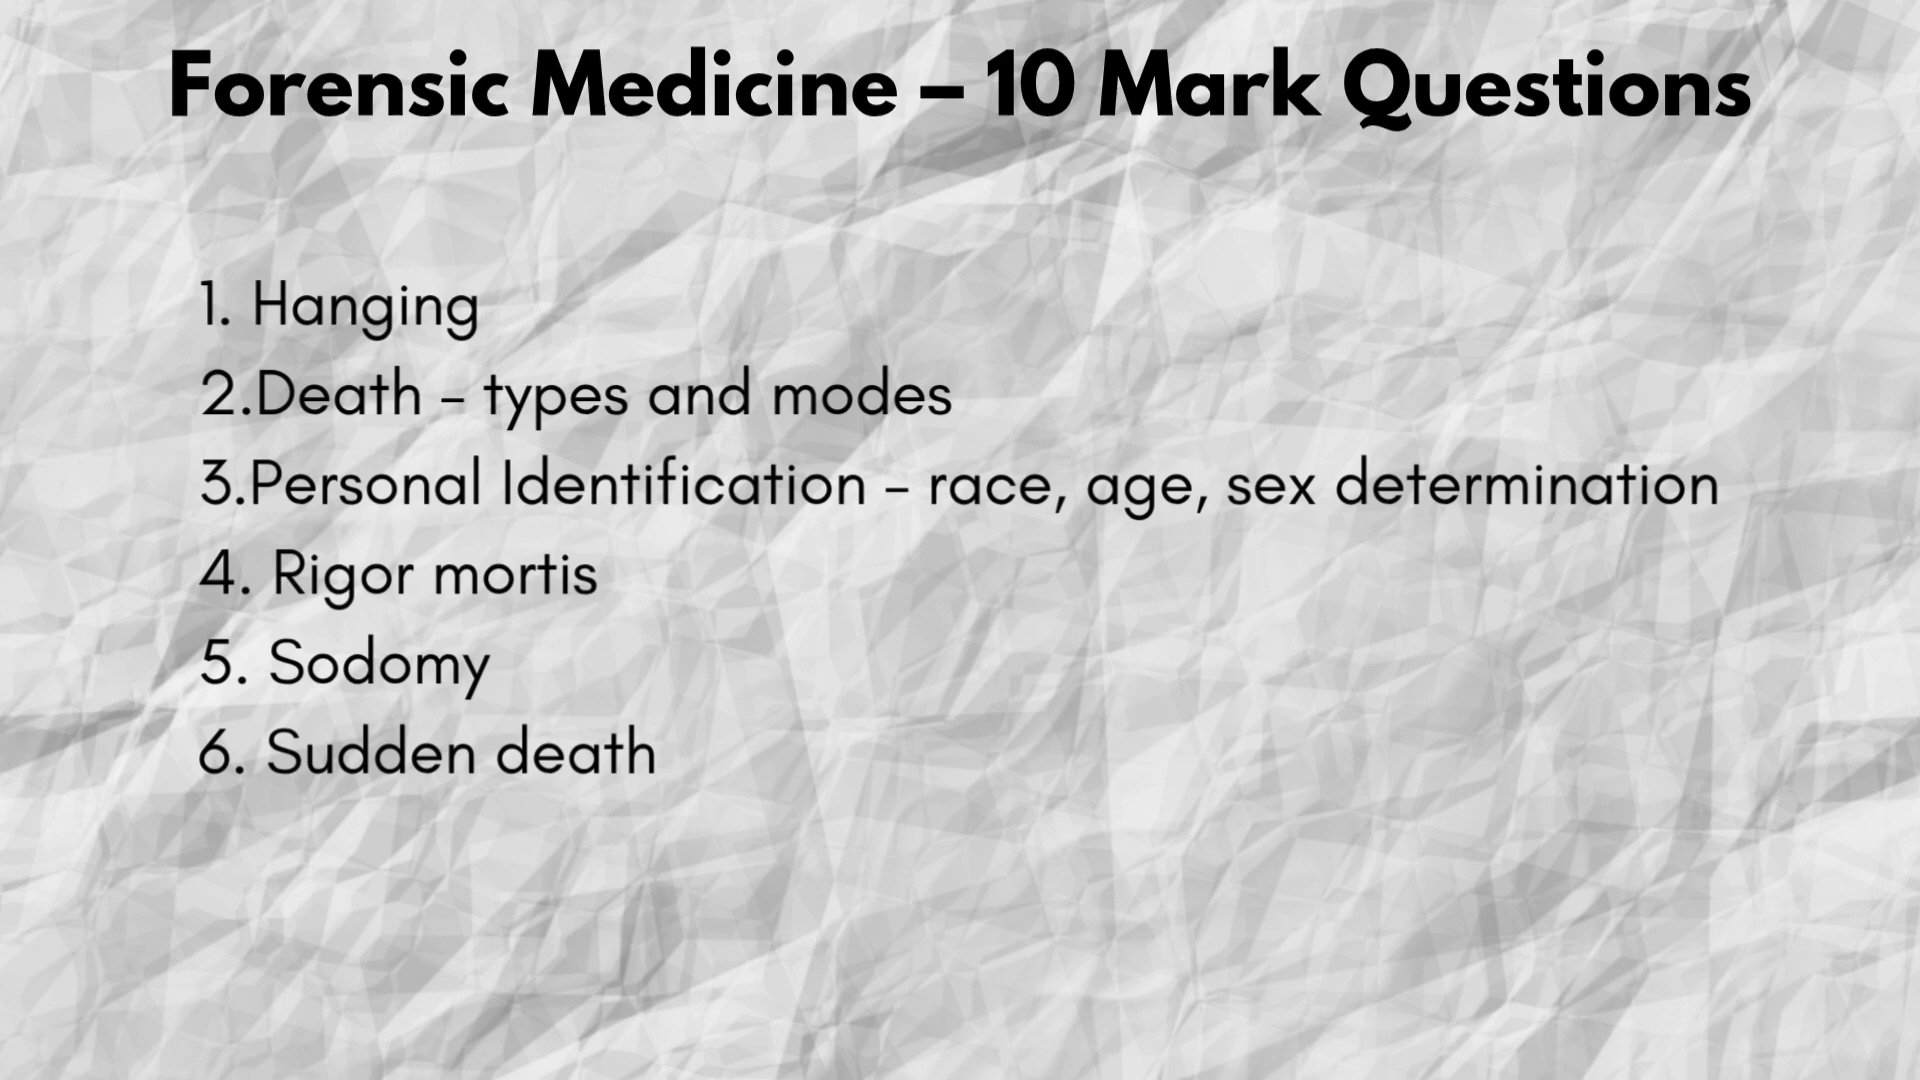 Forensic Medicine – 10 Mark Questions
1. Hanging
2.Death – types and modes
3.Personal Identification – race, age, sex determination
4. Rigor mortis
5. Sodomy
6. Sudden death